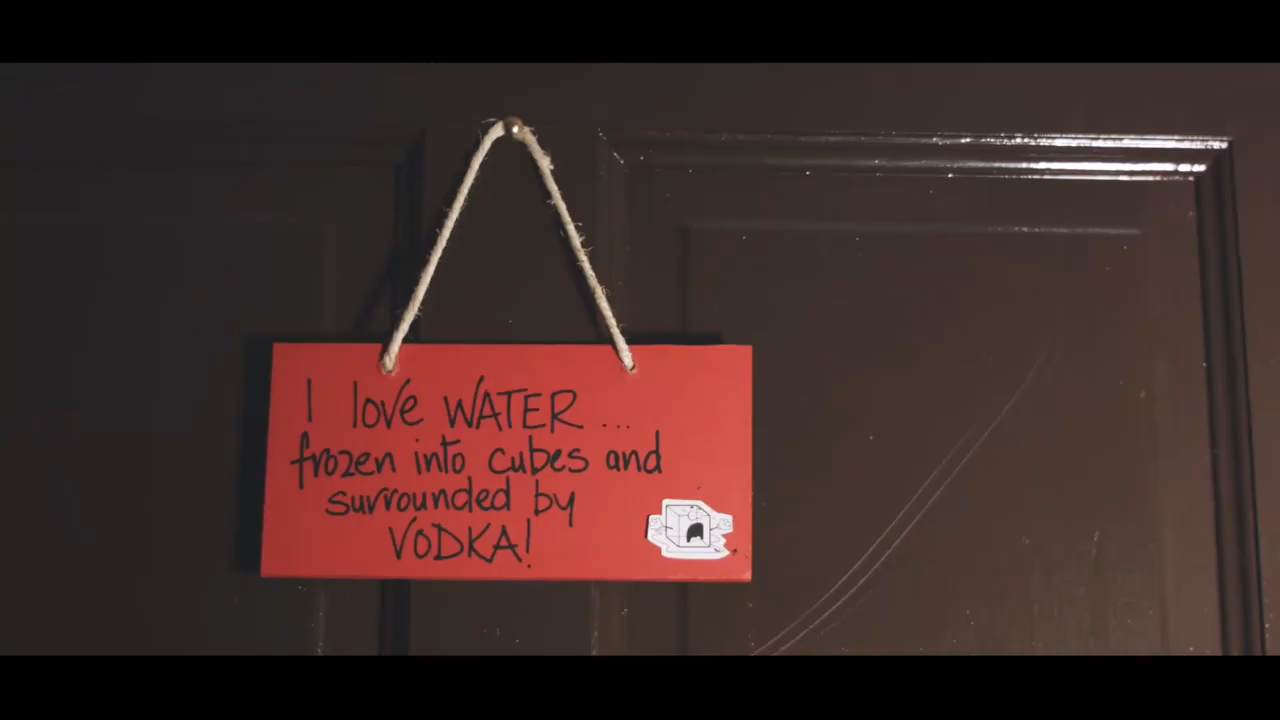 I love WATER...
frozen into cubes and
surrounded by
VODKA!